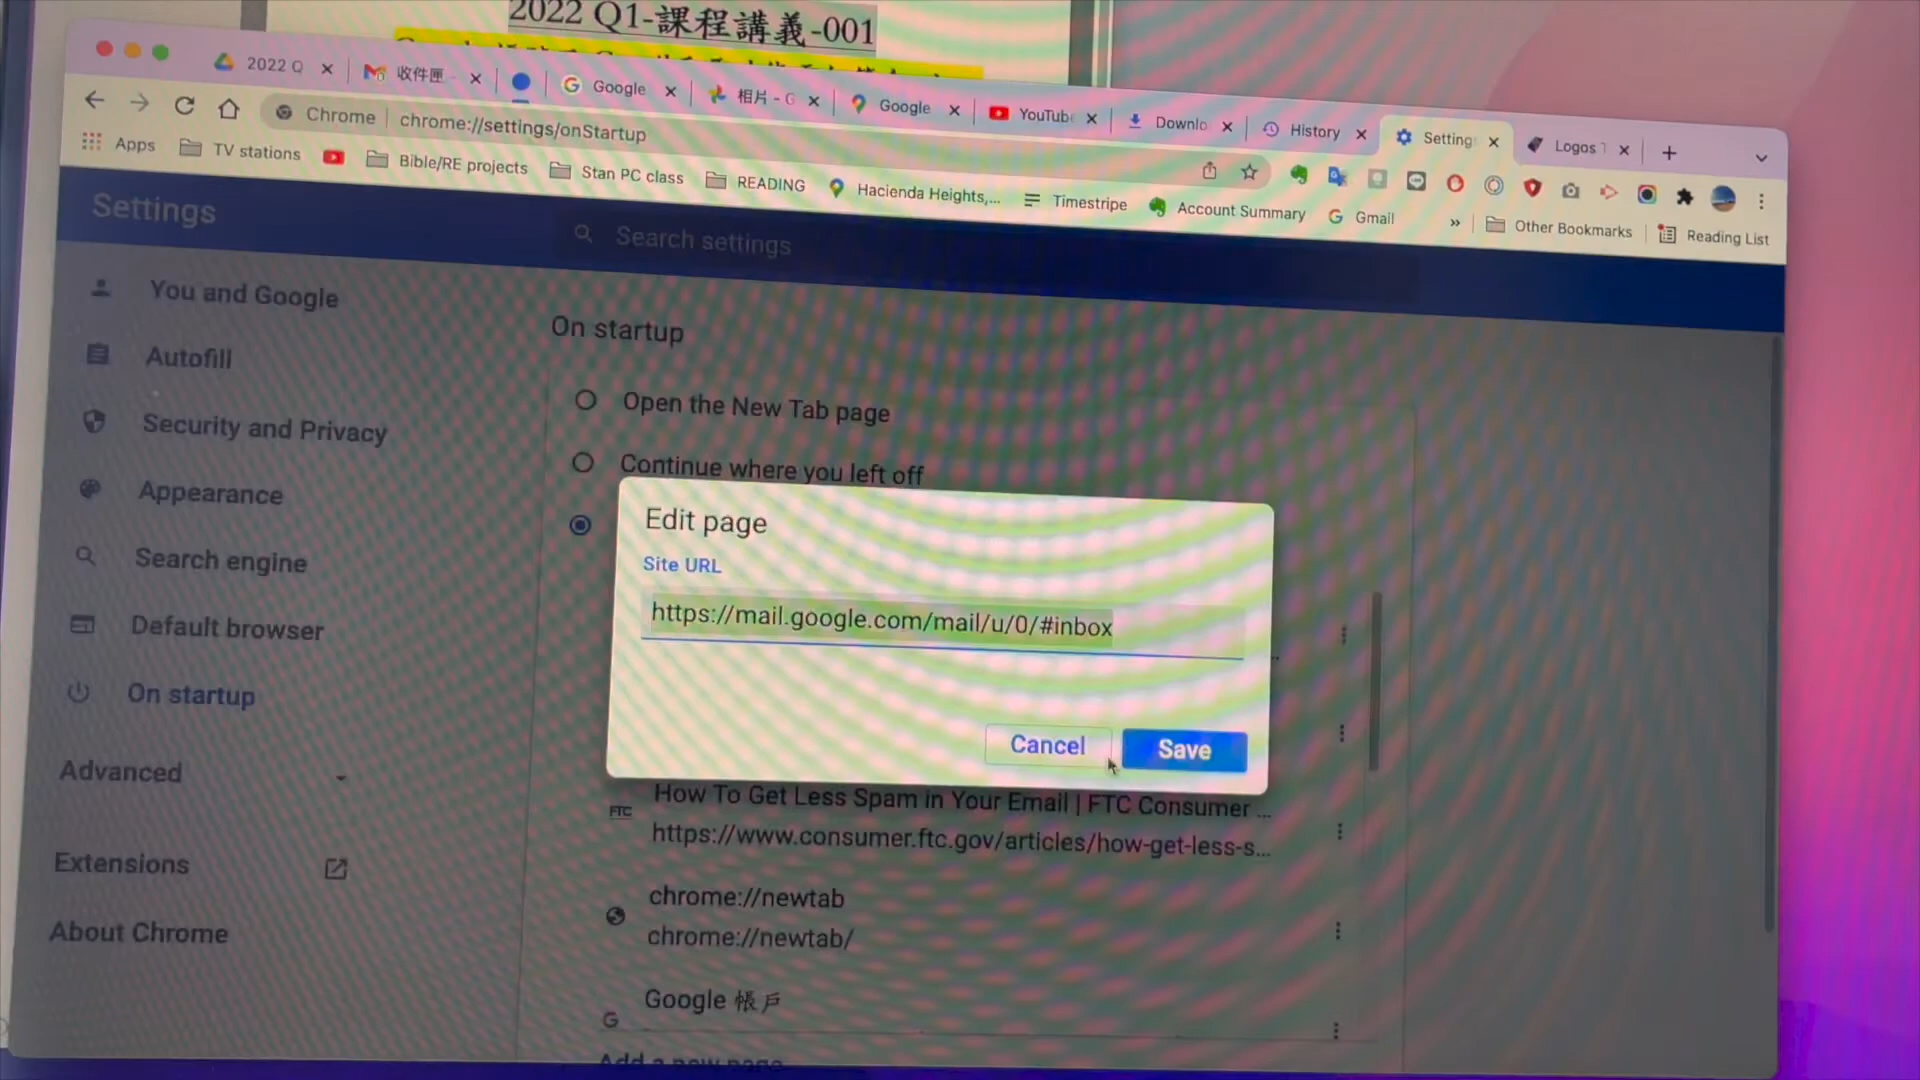 2022 Q1-課程講義-001
2022 Q
收件匣
Google
相片 - G
Google
YouTube
Downlo
History
Setting
Logos T
Chrome
chrome://settings/onStartup
Apps
TV stations
Bible/RE projects
Stan PC class
READING
Hacienda Heights,...
Timestripe
Account Summary
Gmail
»
Other Bookmarks
Reading List
Settings
Search settings
You and Google
Autofill
Security and Privacy
Appearance
Search engine
Default browser
On startup
Advanced
Extensions
About Chrome
On startup
Open the New Tab page
Continue where you left off
Edit page
Site URL
https://mail.google.com/mail/u/0/#inbox
Cancel
Save
FTC
How To Get Less Spam in Your Email | FTC Consumer ...
https://www.consumer.ftc.gov/articles/how-get-less-s...
chrome://newtab
chrome://newtab/
Google 帳戶
Add a new page